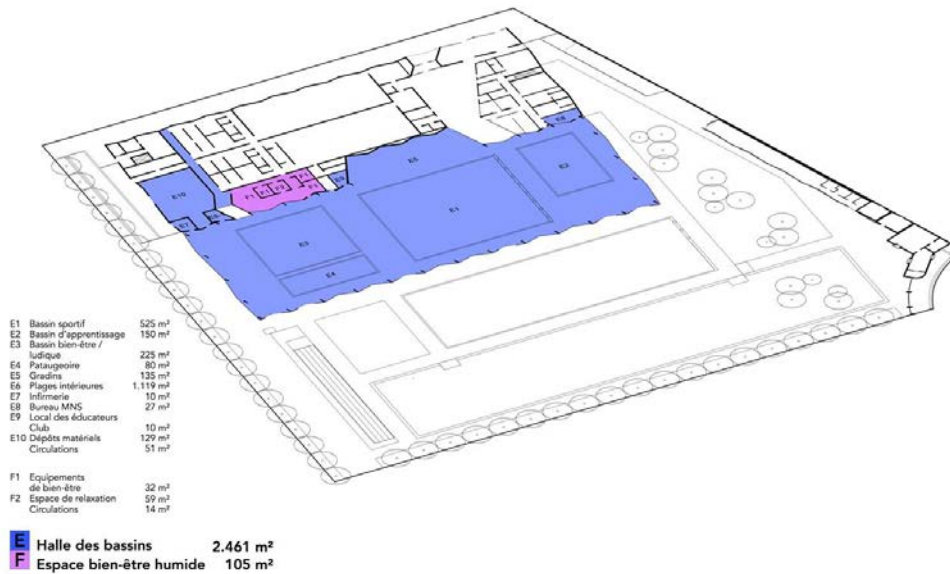 E5
E2
E10
E9
E7
E1
E3
E4
E1 Bassin sportif 525 m²
E2 Bassin d'apprentissage 150 m²
E3 Bassin bien-être /
ludique 225 m²
E4 Pataugeoire 80 m²
E5 Gradins 135 m²
E6 Plages intérieures 1.119 m²
E7 Infirmerie 10 m²
E8 Bureau MNS 27 m²
E9 Local des éducateurs
Club 10 m²
E10 Dépôts matériels 129 m²
Circulations 51 m²
F1 Equipements
de bien-être 32 m²
F2 Espace de relaxation 59 m²
Circulations 14 m²
E Halle des bassins 2.461 m²
F Espace bien-être humide 105 m²